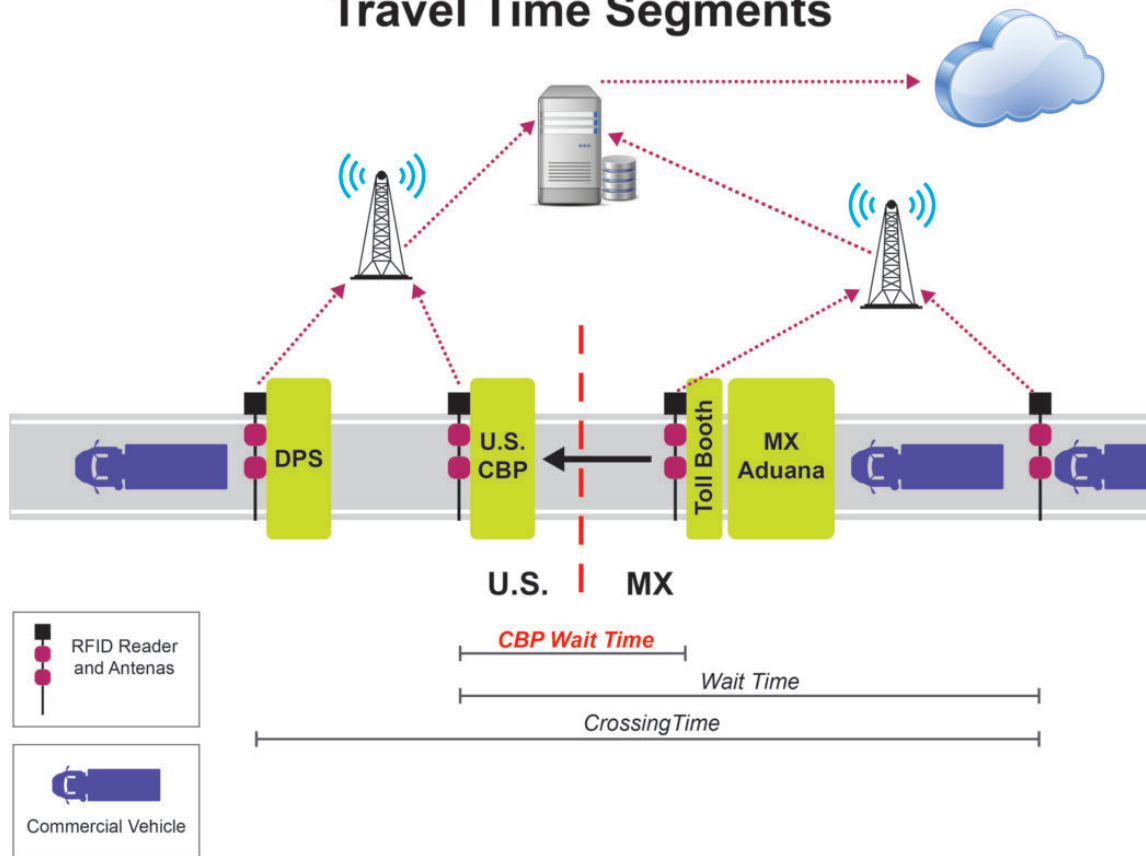 Travel Time Segments
DPS
U.S.
CBP
Toll Booth
MX
Aduana
U.S.
MX
CBP Wait Time
Wait Time
CrossingTime
RFID Reader
and Antenas
Commercial Vehicle